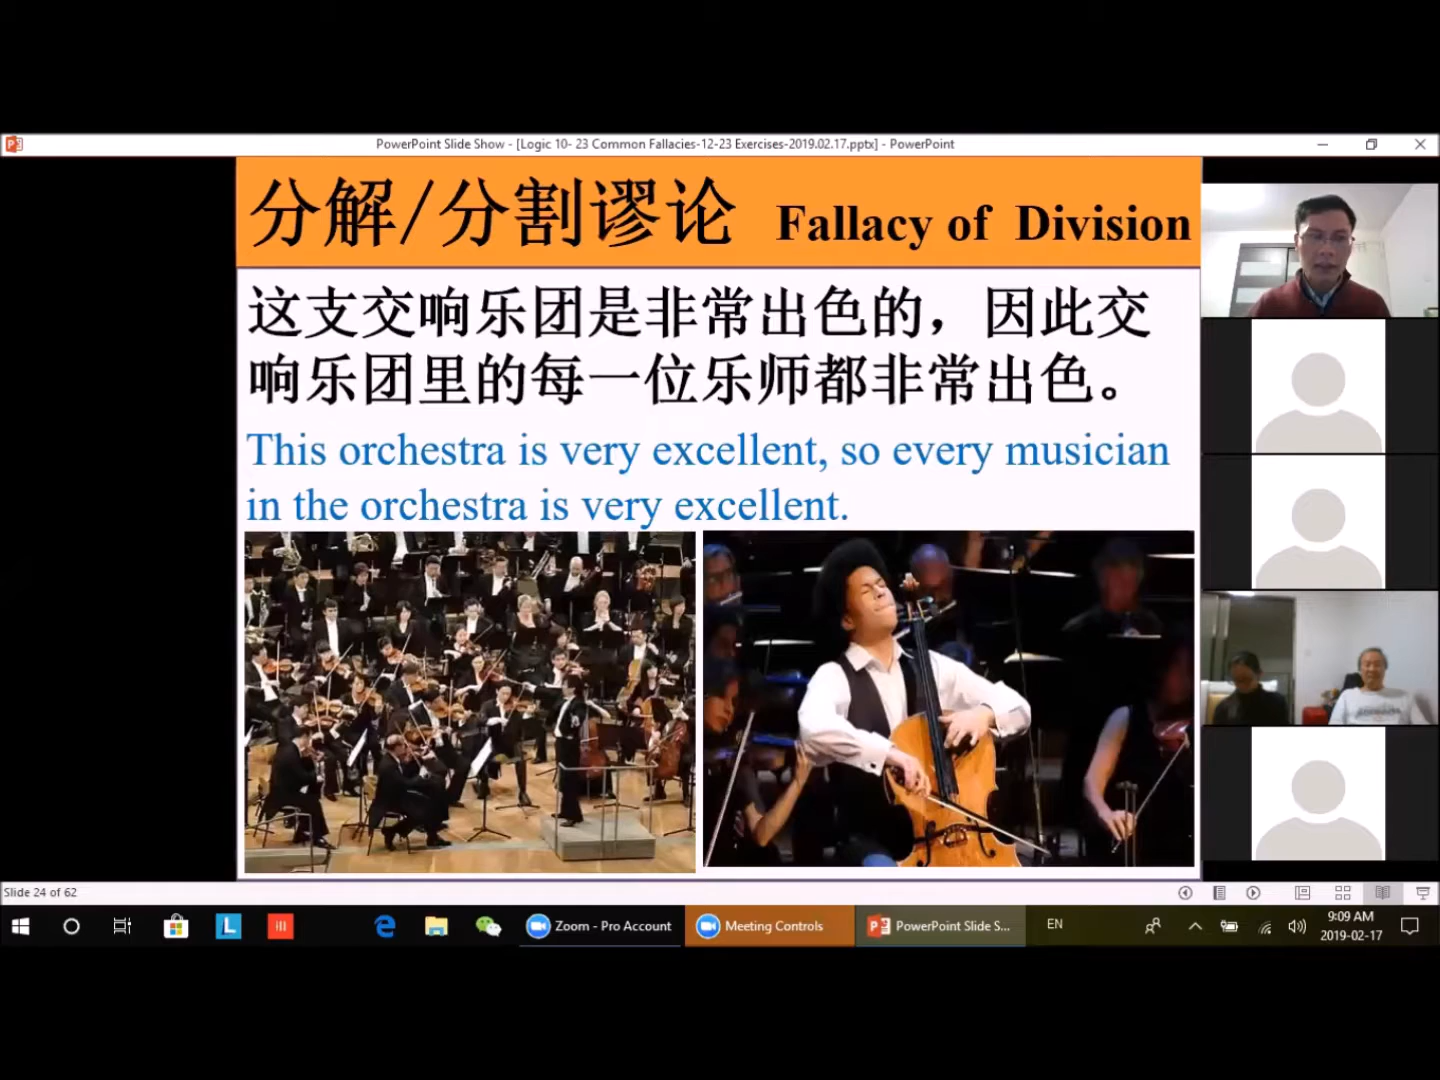 PowerPoint Slide Show - [Logic 10- 23 Common Fallacies-12-23 Exercises-2019.02.17.pptx] - PowerPoint
分解/分割谬论 Fallacy of Division
这支交响乐团是非常出色的，因此交
响乐团里的每一位乐师都非常出色。
This orchestra is very excellent, so every musician
in the orchestra is very excellent.
Slide 24 of 62
Zoom - Pro Account
Meeting Controls
PowerPoint Slide S...
EN
9:09 AM
2019-02-17